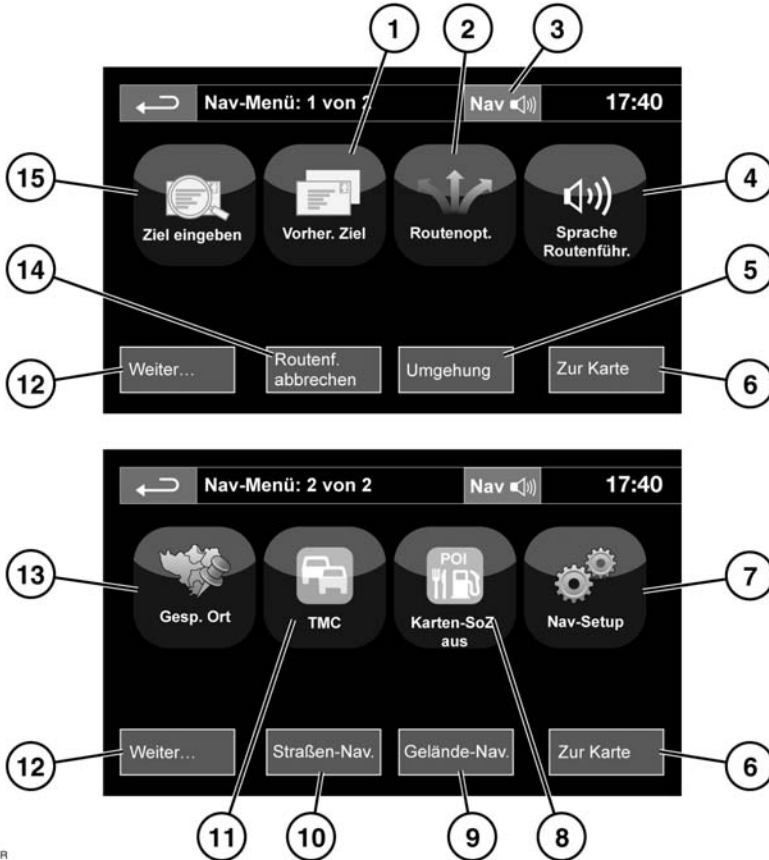 1
2
3
Nav-Menü: 1 von 2
Nav
17:40
15
4
Ziel eingeben
Vorher. Ziel
Routenopt.
Sprache
Routenführ.
14
5
Weiter...
Routenf.
abbrechen
Umgehung
Zur Karte
12
6
Nav-Menü: 2 von 2
Nav
17:40
POI
13
7
Gesp. Ort
TMC
Karten-SoZ
aus
Nav-Setup
Weiter...
Straßen-Nav.
Gelände-Nav.
Zur Karte
12
6
11
10
9
8
R